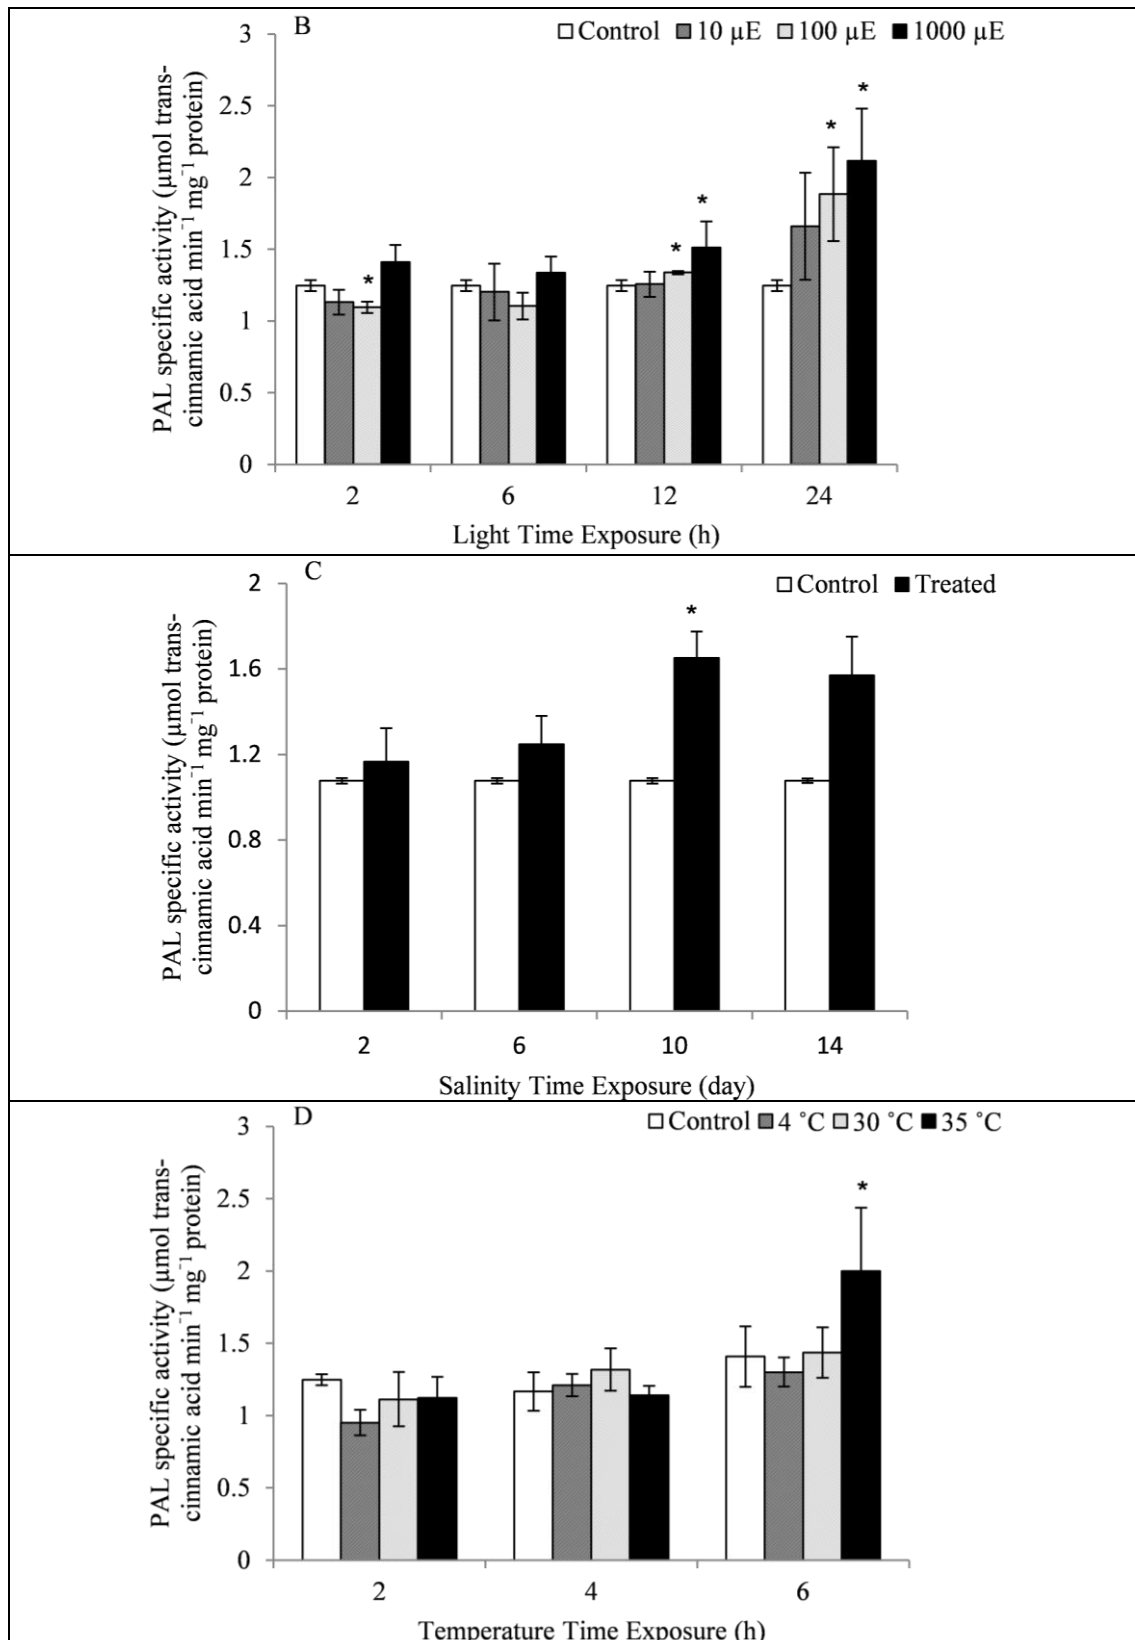 B
Control 10 µE 100 µE 1000 µE
PAL specific activity (µmol trans-
cinnamic acid min⁻¹ mg⁻¹ protein)
3
2.5
2
1.5
1
0.5
0
* * * * *
2 6 12 24
Light Time Exposure (h)
C
Control Treated
PAL specific activity (µmol trans-
cinnamic acid min⁻¹ mg⁻¹ protein)
2
1.6
1.2
0.8
0.4
0
*
2 6 10 14
Salinity Time Exposure (day)
D
Control 4 ˚C 30 ˚C 35 ˚C
PAL specific activity (µmol trans-
cinnamic acid min⁻¹ mg⁻¹ protein)
3
2.5
2
1.5
1
0.5
0
*
2 4 6
Temperature Time Exposure (h)